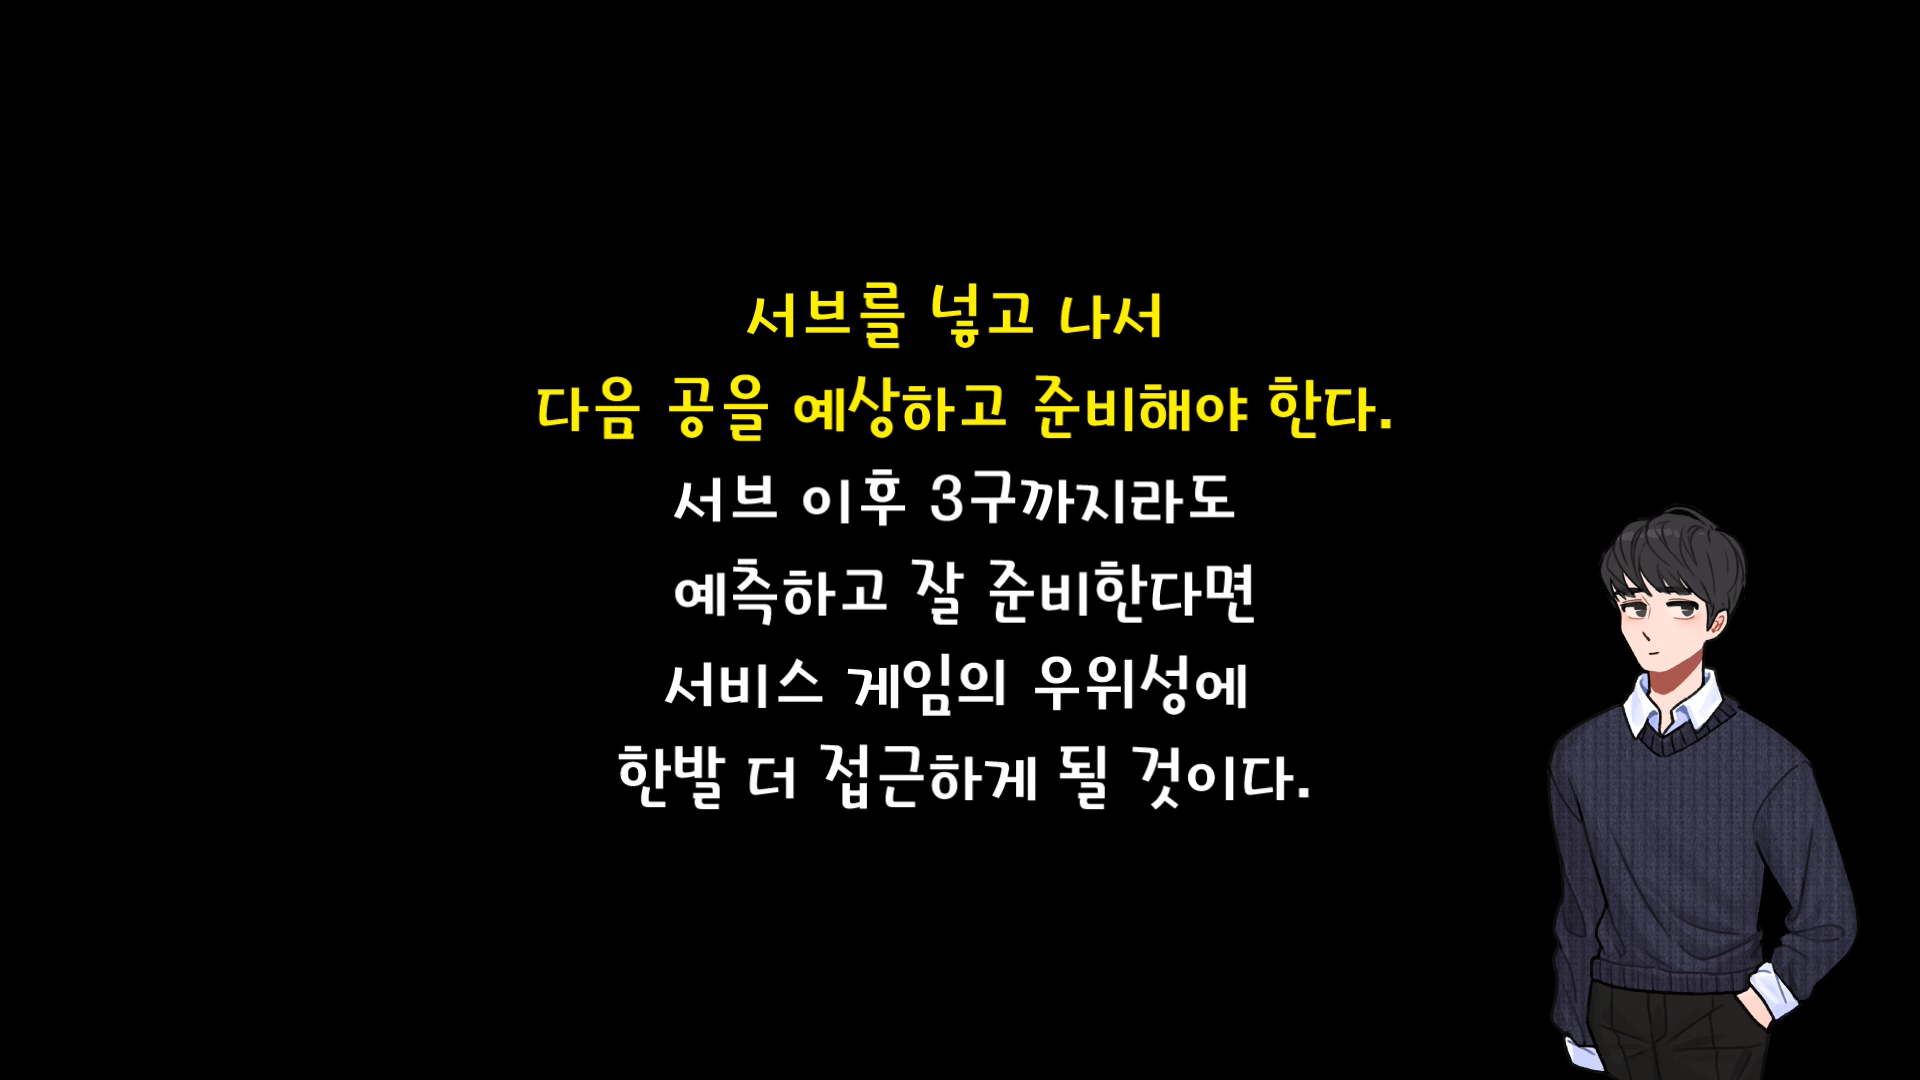 서브를 넣고 나서
다음 공을 예상하고 준비해야 한다.
서브 이후 3구까지라도
예측하고 잘 준비한다면
서비스 게임의 우위성에
한발 더 접근하게 될 것이다.